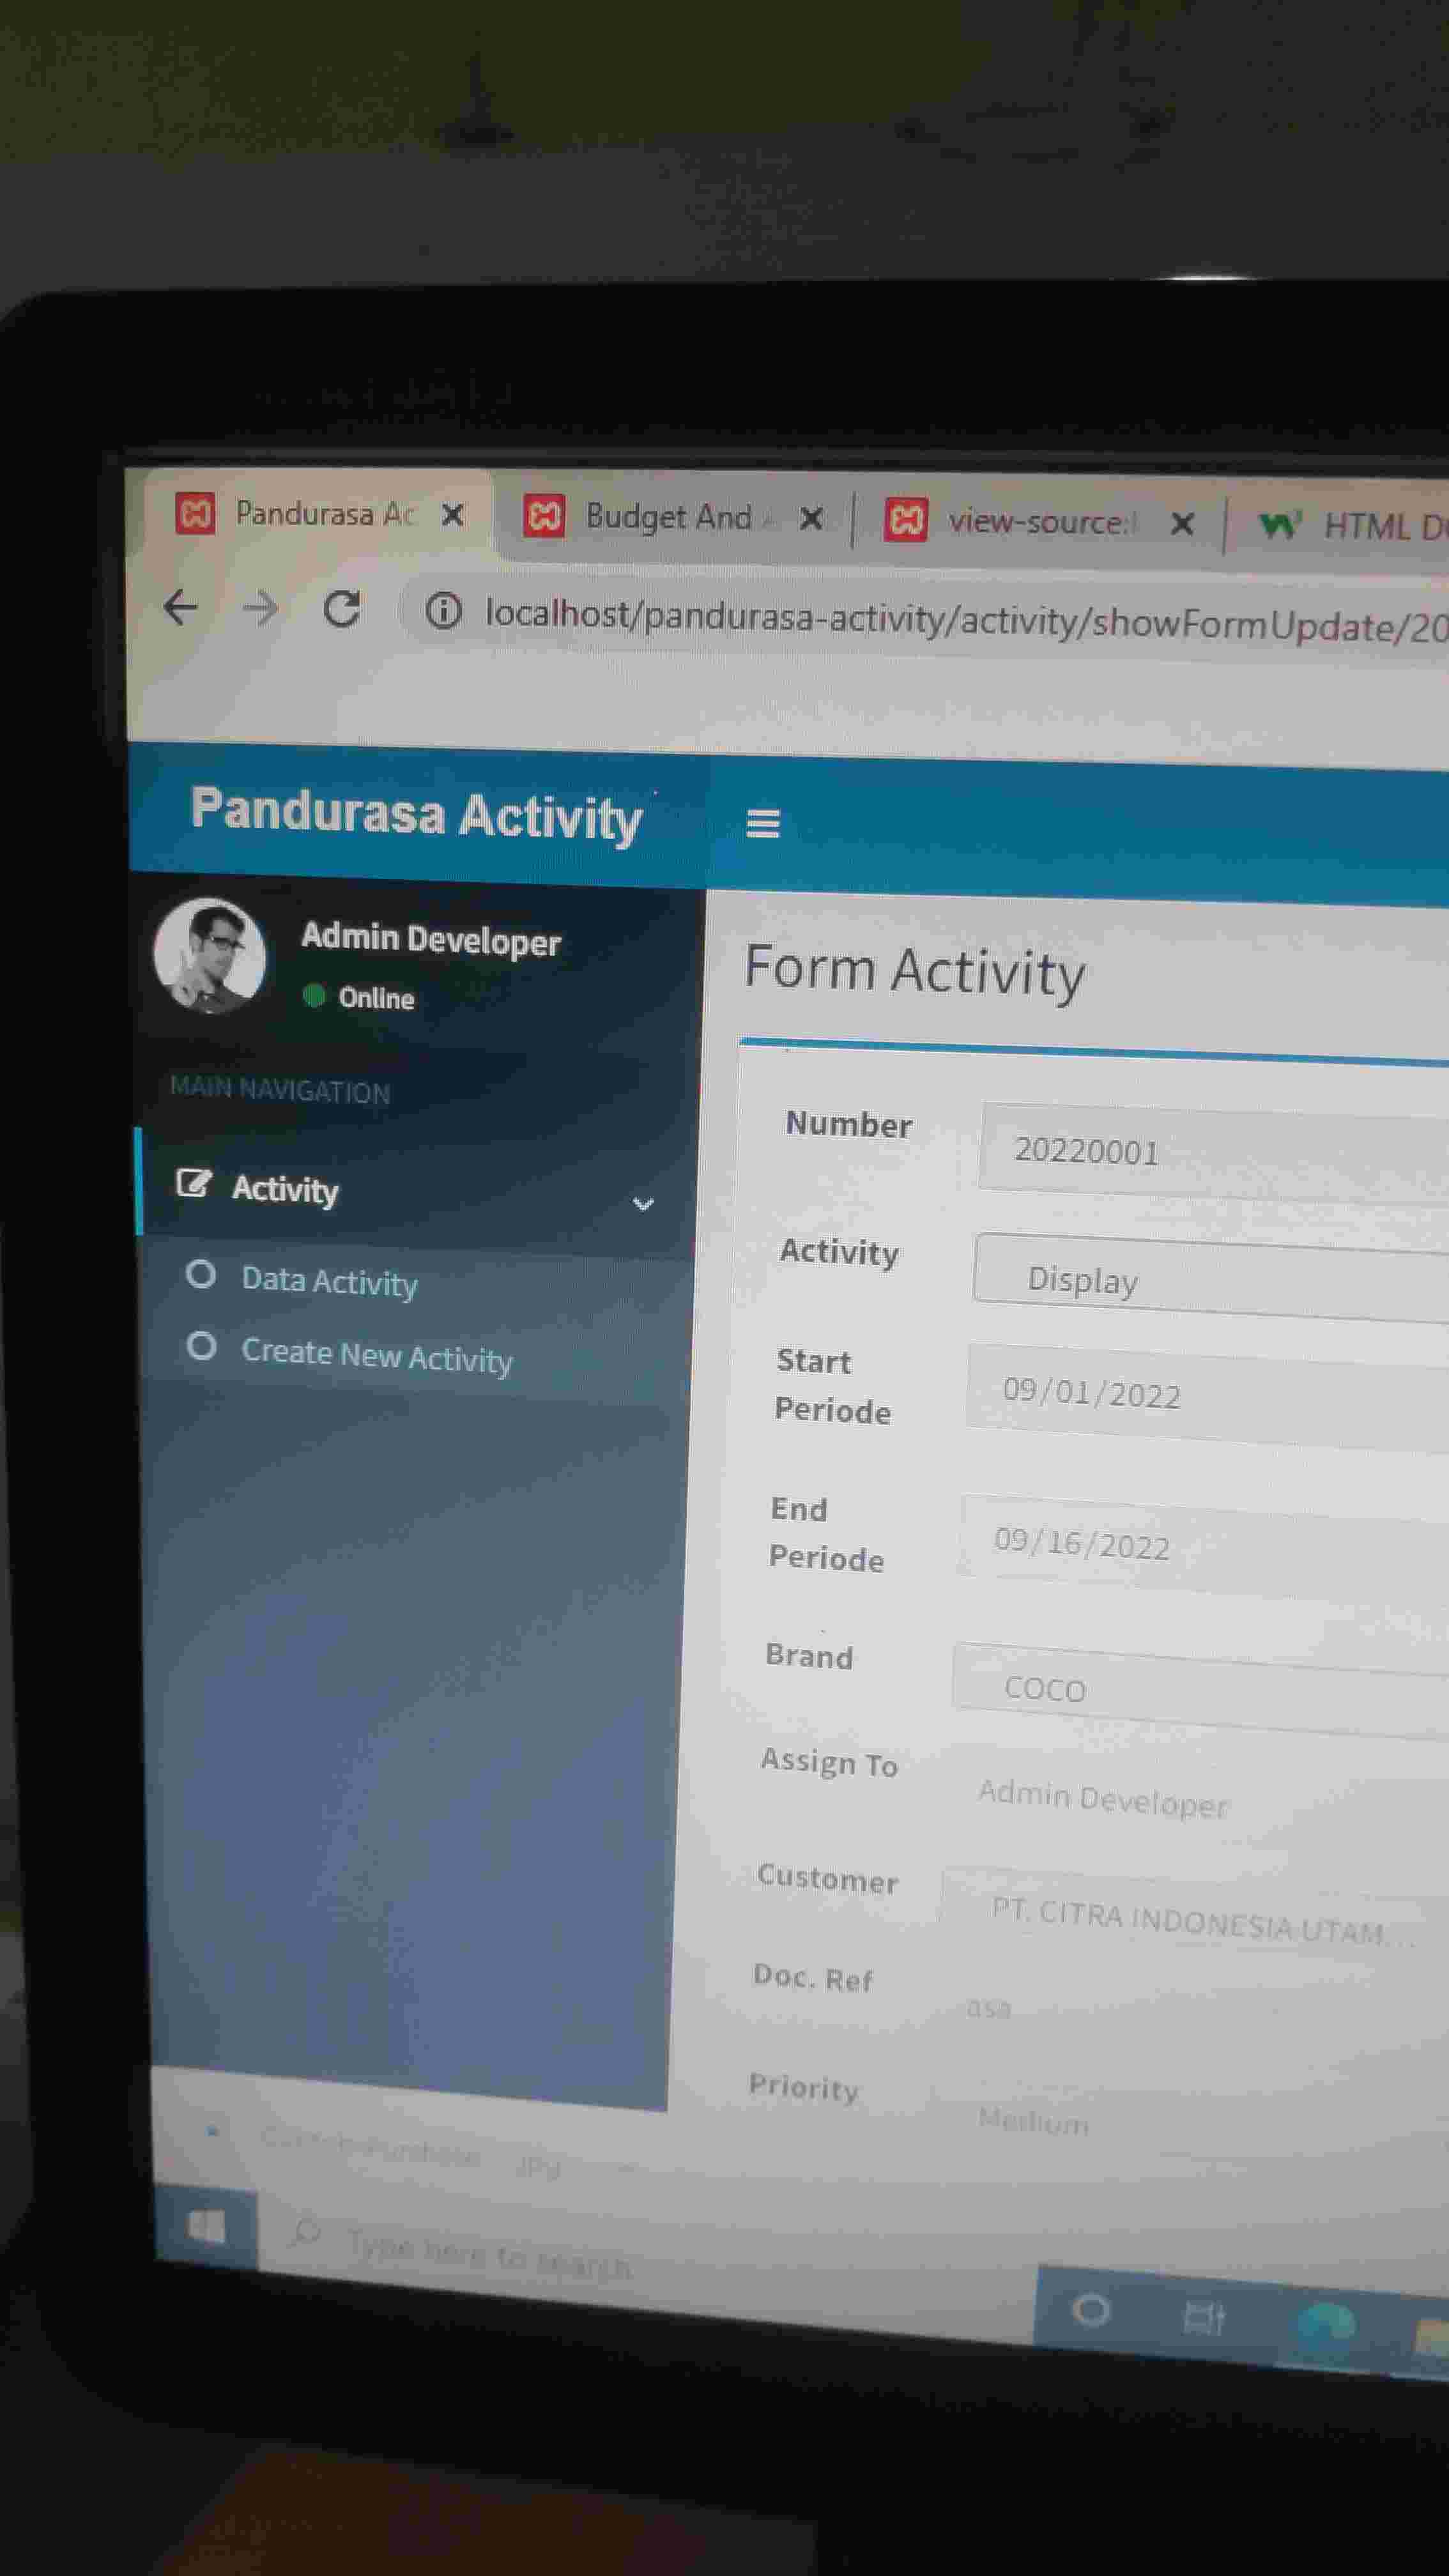 Pandurasa Ac
Budget And
view-source:
HTML D
localhost/pandurasa-activity/activity/showFormUpdate/20
Pandurasa Activity
Admin Developer
Online
MAIN NAVIGATION
Activity
Data Activity
Create New Activity
Form Activity
Number
20220001
Activity
Display
Start
Periode
09/01/2022
End
Periode
09/16/2022
Brand
COCO
Assign To
Admin Developer
Customer
PT. CITRA INDONESIA UTAM...
Doc. Ref
asa
Priority
Medium
Type here to search